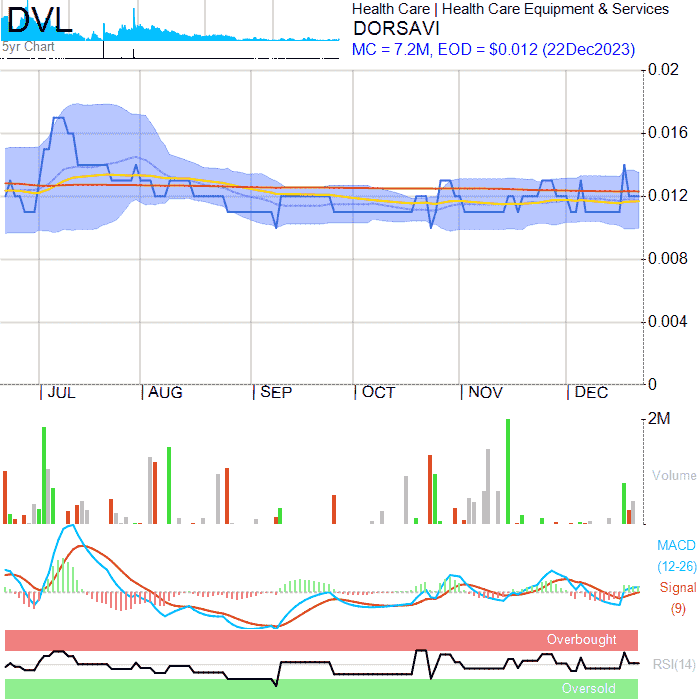 DVL
5yr Chart
Health Care | Health Care Equipment & Services
DORSAVI
MC = 7.2M, EOD = $0.012 (22Dec2023)
0.02
0.016
0.012
0.008
0.004
0
JUL
AUG
SEP
OCT
NOV
DEC
2M
Volume
MACD
(12-26)
Signal
(9)
Overbought
RSI(14)
Oversold